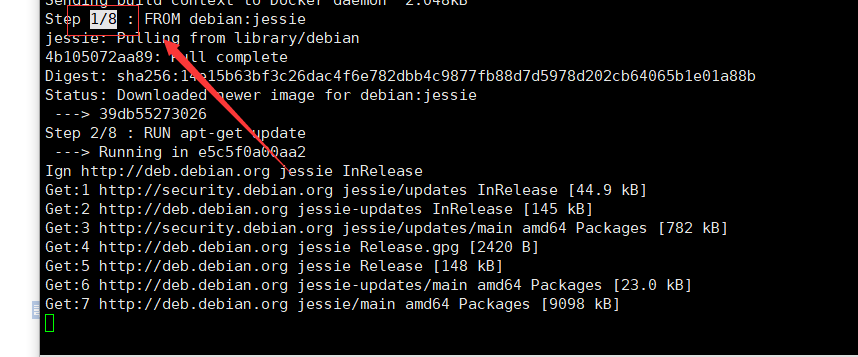 Sending build context to Docker daemon 2.048kB
Step 1/8 : FROM debian:jessie
jessie: Pulling from library/debian
4b105072aa89: Pull complete
Digest: sha256:14e15b63bf3c26dac4f6e782dbb4c9877fb88d7d5978d202cb64065b1e01a88b
Status: Downloaded newer image for debian:jessie
 ---> 39db55273026
Step 2/8 : RUN apt-get update
 ---> Running in e5c5f0a00aa2
Ign http://deb.debian.org jessie InRelease
Get:1 http://security.debian.org jessie/updates InRelease [44.9 kB]
Get:2 http://deb.debian.org jessie-updates InRelease [145 kB]
Get:3 http://security.debian.org jessie/updates/main amd64 Packages [782 kB]
Get:4 http://deb.debian.org jessie Release.gpg [2420 B]
Get:5 http://deb.debian.org jessie Release [148 kB]
Get:6 http://deb.debian.org jessie-updates/main amd64 Packages [23.0 kB]
Get:7 http://deb.debian.org jessie/main amd64 Packages [9098 kB]